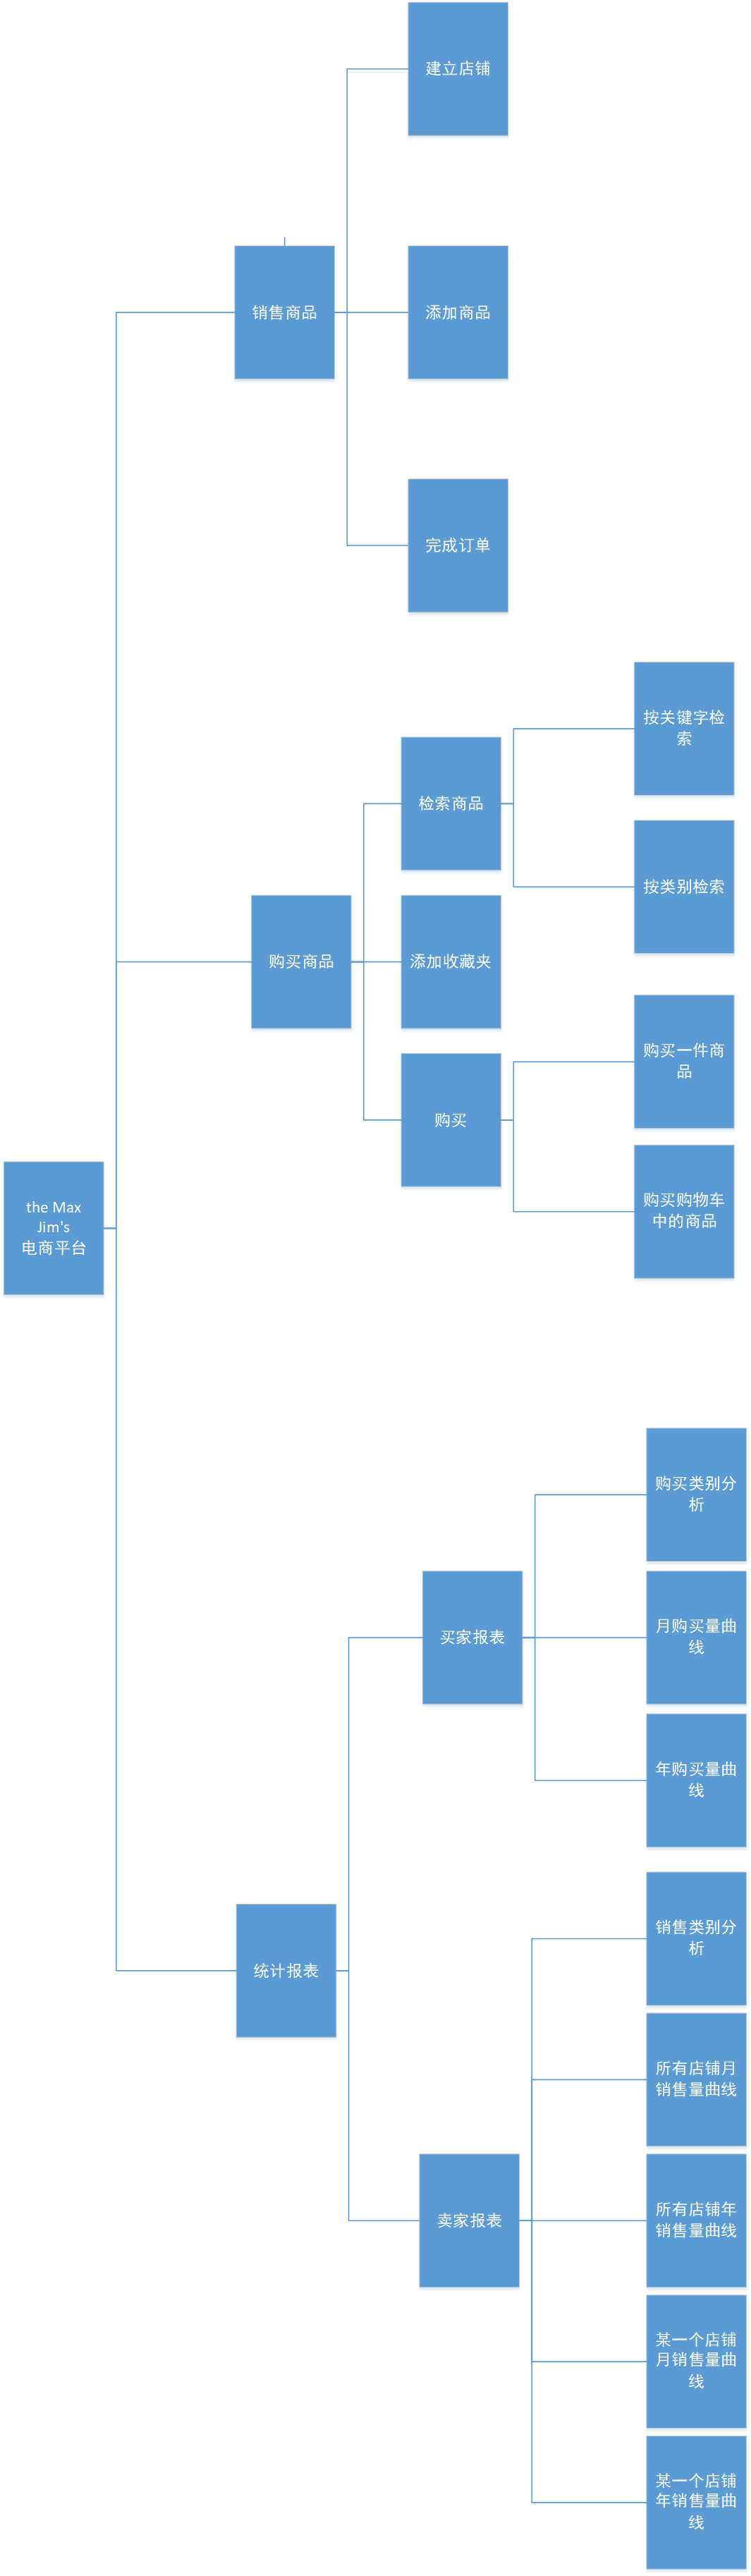 建立店铺
销售商品
添加商品
完成订单
按关键字检
索
检索商品
按类别检索
购买商品
添加收藏夹
购买一件商
品
购买
购买购物车
中的商品
the Max
Jim's
电商平台
购买类别分
析
买家报表
月购买量曲
线
年购买量曲
线
统计报表
销售类别分
析
所有店铺月
销售量曲线
卖家报表
所有店铺年
销售量曲线
某一个店铺
月销售量曲
线
某一个店铺
年销售量曲
线